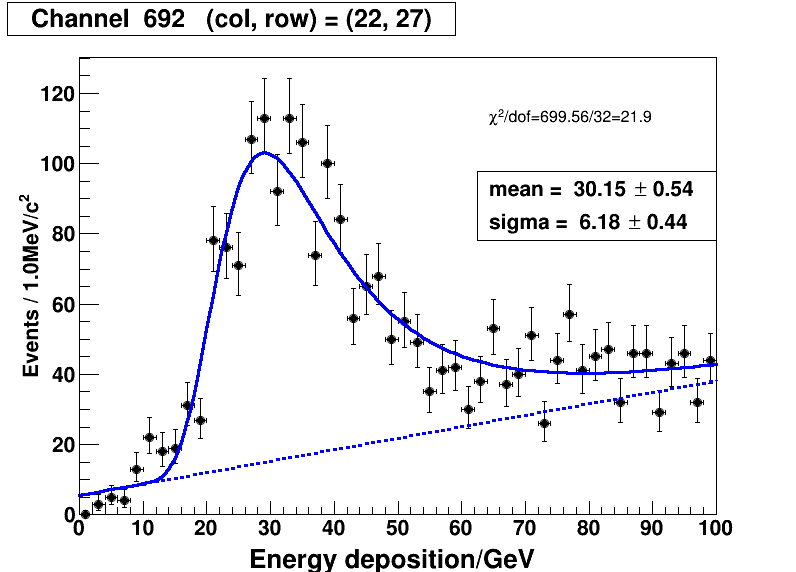 Channel  692   (col, row) = (22, 27)
χ²/dof=699.56/32=21.9
mean =  30.15 ± 0.54
sigma =  6.18 ± 0.44
Events / 1.0MeV/c²
120
100
80
60
40
20
0
0 10 20 30 40 50 60 70 80 90 100
Energy deposition/GeV